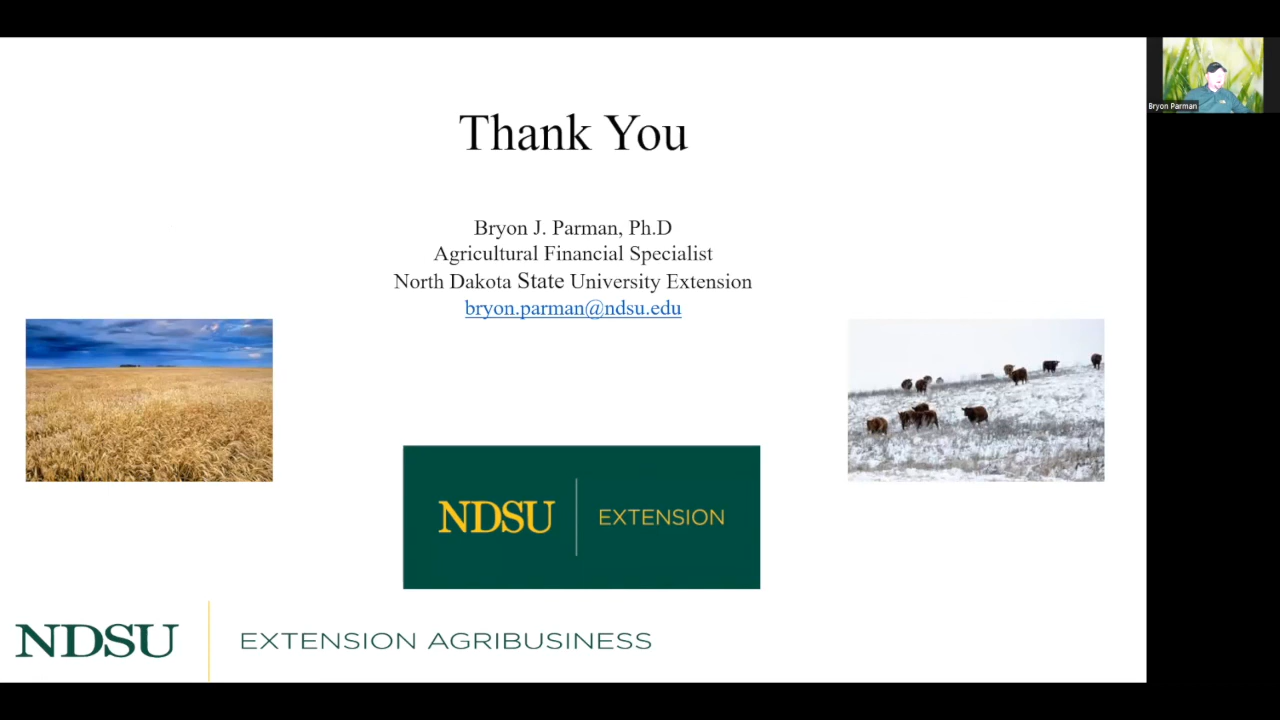 Thank You
Bryon J. Parman, Ph.D
Agricultural Financial Specialist
North Dakota State University Extension
bryon.parman@ndsu.edu
NDSU EXTENSION
NDSU EXTENSION AGRIBUSINESS
Bryon Parman